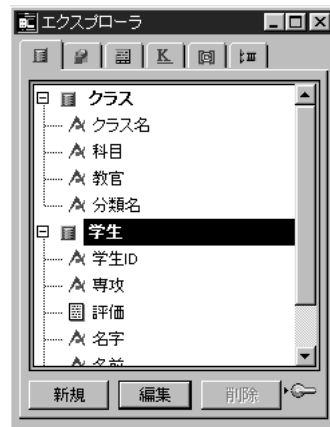 エクスプローラ
K
クラス
クラス名
科目
教官
分類名
学生
学生ID
専攻
評価
名字
名前
新規
編集
削除